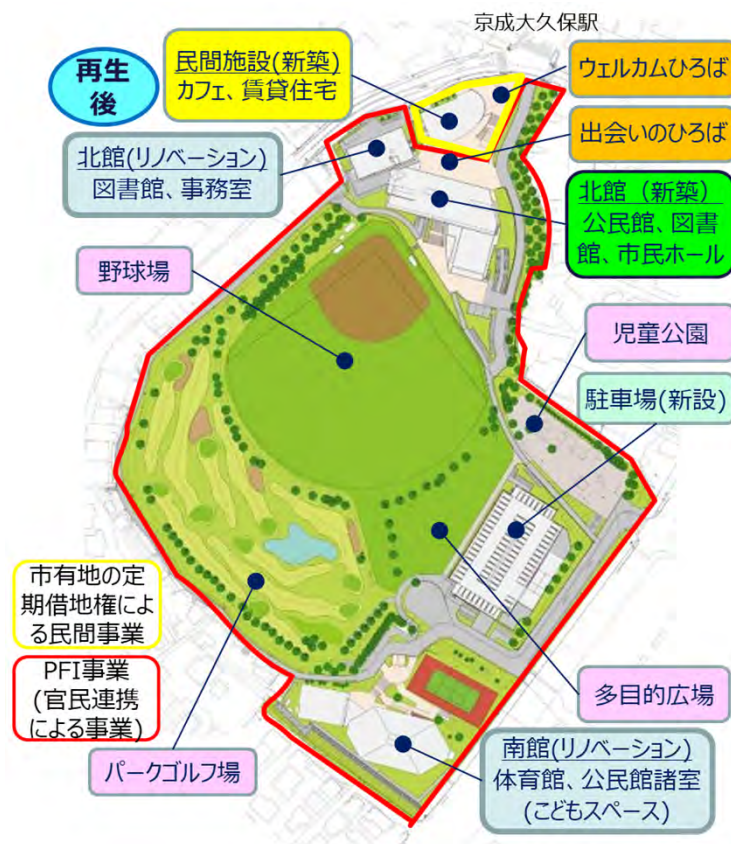 京成大久保駅
再生
後
民間施設(新築)
カフェ、賃貸住宅
ウェルカムひろば
出会いのひろば
北館(リノベーション)
図書館、事務室
北館（新築）
公民館、図書
館、市民ホール
野球場
児童公園
駐車場(新設)
市有地の定
期借地権によ
る民間事業
PFI事業
(官民連携
による事業)
多目的広場
パークゴルフ場
南館(リノベーション)
体育館、公民館諸室
(こどもスペース)